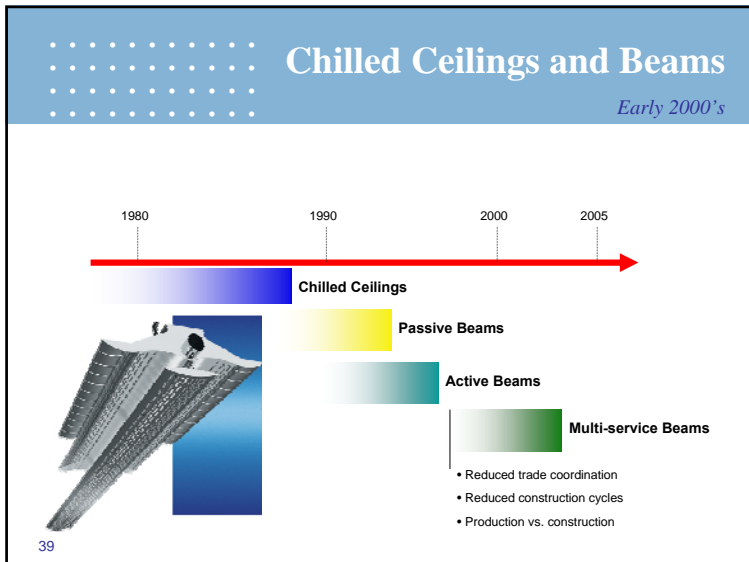 Chilled Ceilings and Beams
Early 2000's
1980 1990 2000 2005
Chilled Ceilings
Passive Beams
Active Beams
Multi-service Beams
• Reduced trade coordination
• Reduced construction cycles
• Production vs. construction
39